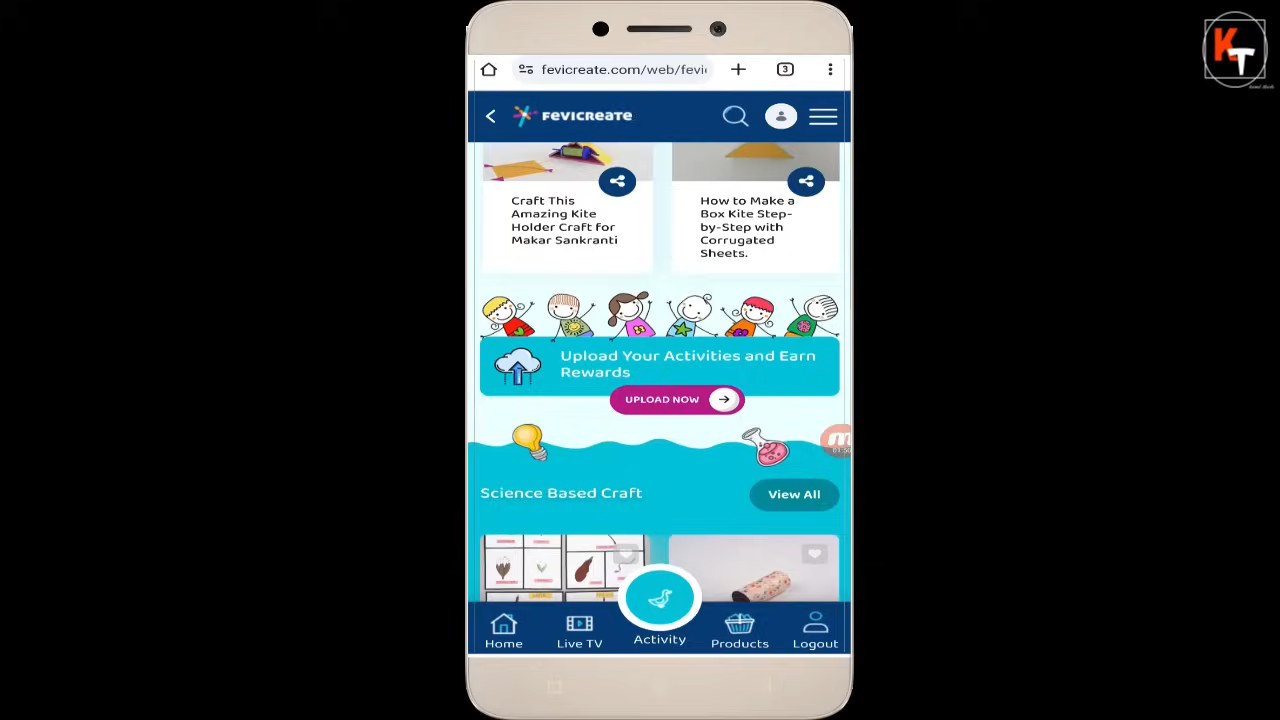 KT
fevicreate.com/web/fevi
3
FEVICREATE
Craft This
Amazing Kite
Holder Craft for
Makar Sankranti
How to Make a
Box Kite Step-
by-Step with
Corrugated
Sheets.
Upload Your Activities and Earn
Rewards
UPLOAD NOW
Science Based Craft
View All
Home
Live TV
Activity
Products
Logout